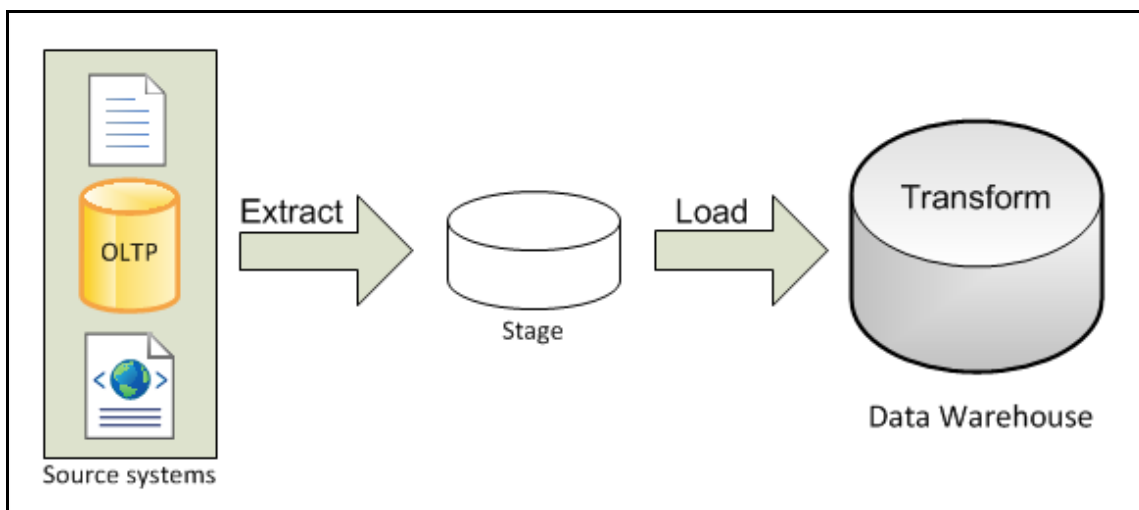 OLTP
Source systems
Extract
Stage
Load
Transform
Data Warehouse